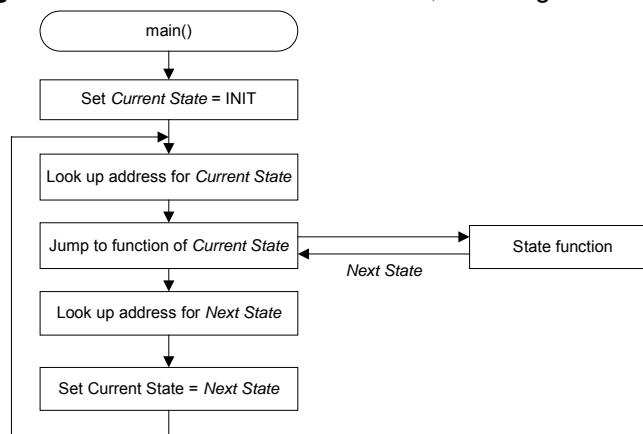 main()
Set Current State = INIT
Look up address for Current State
Jump to function of Current State
State function
Next State
Look up address for Next State
Set Current State = Next State